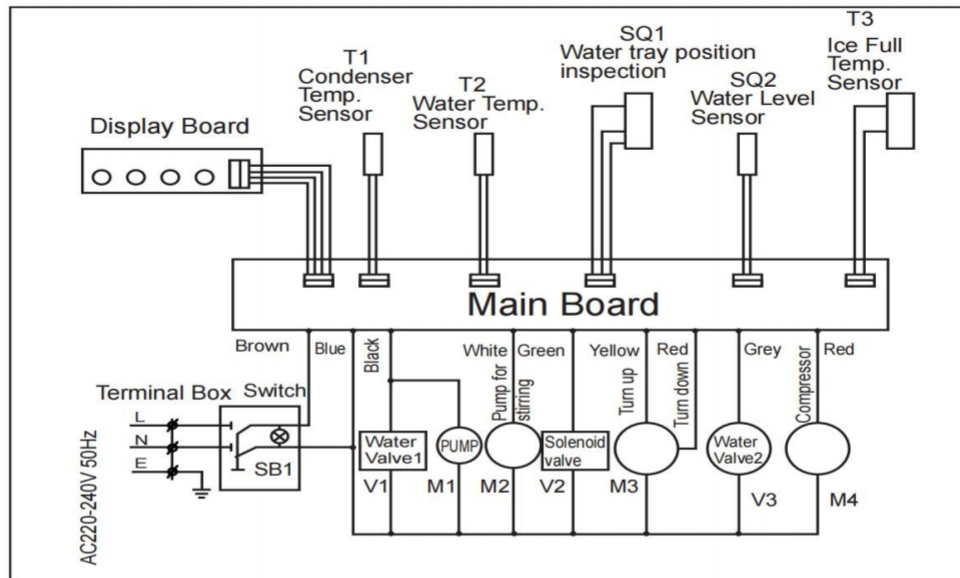 T1
Condenser
Temp.
Sensor
T2
Water Temp.
Sensor
SQ1
Water tray position
inspection
SQ2
Water Level
Sensor
T3
Ice Full
Temp.
Sensor
Display Board
Main Board
Brown
Blue
Black
White
Green
Yellow
Red
Grey
Red
Pump for
stirring
Turn up
Turn down
Compressor
Terminal Box
Switch
L
N
E
SB1
AC220-240V 50Hz
Water
Valve1
V1
PUMP
M1
M2
Solenoid
valve
V2
M3
Water
Valve2
V3
M4